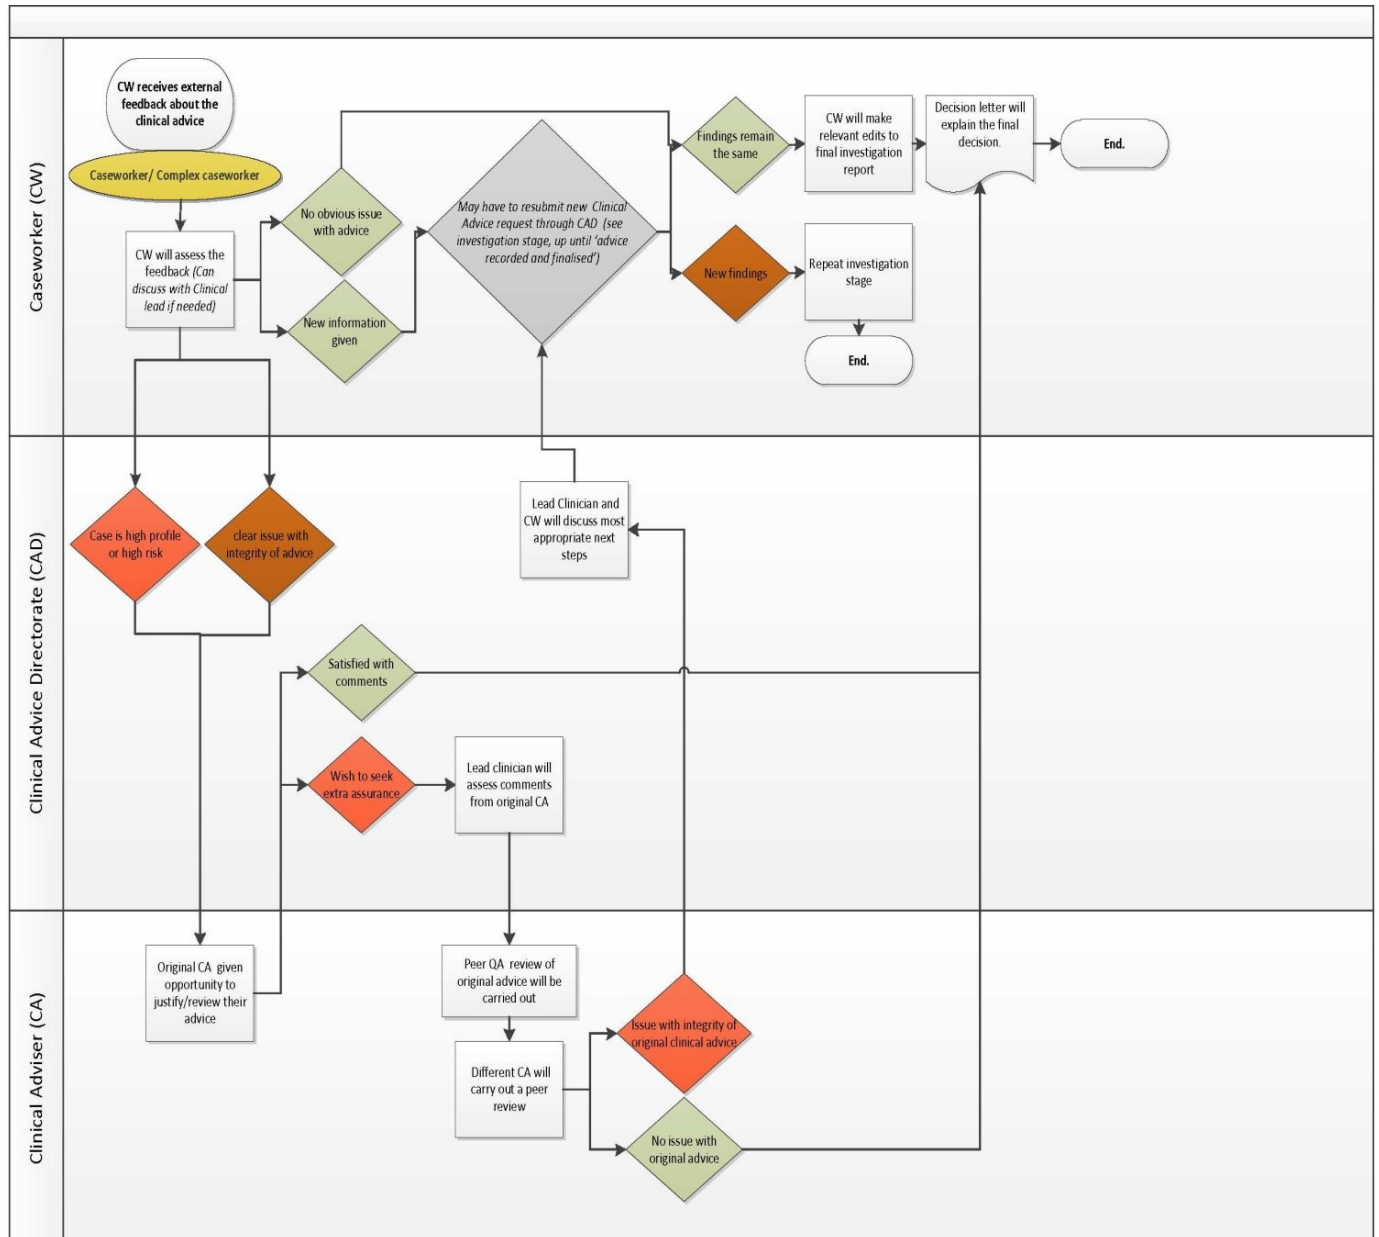 Caseworker (CW)
CW receives external
feedback about the
clinical advice
Caseworker/ Complex caseworker
CW will assess the
feedback (Can
discuss with Clinical
lead if needed)
No obvious issue
with advice
New information
given
May have to resubmit new Clinical
Advice request through CAD (see
investigation stage, up until ‘advice
recorded and finalised’)
Findings remain
the same
CW will make
relevant edits to
final investigation
report
Decision letter will
explain the final
decision.
End.
New findings
Repeat investigation
stage
End.
Clinical Advice Directorate (CAD)
Case is high profile
or high risk
clear issue with
integrity of advice
Lead Clinician and
CW will discuss most
appropriate next
steps
Satisfied with
comments
Wish to seek
extra assurance
Lead clinician will
assess comments
from original CA
Clinical Adviser (CA)
Original CA given
opportunity to
justify/review their
advice
Peer QA review of
original advice will be
carried out
Different CA will
carry out a peer
review
Issue with integrity of
original clinical advice
No issue with
original advice